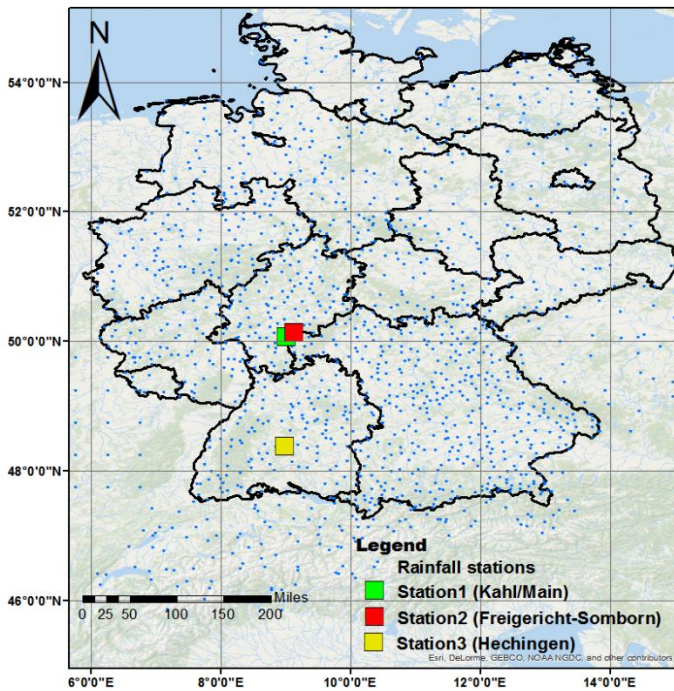 N
54°0'0"N
52°0'0"N
50°0'0"N
48°0'0"N
46°0'0"N
Legend
Rainfall stations
Station1 (Kahl/Main)
Station2 (Freigericht-Somborn)
Station3 (Hechingen)
Miles
0 25 50 100 150 200
Esri, DeLorme, GEBCO, NOAA NGDC, and other contributors
6°0'0"E 8°0'0"E 10°0'0"E 12°0'0"E 14°0'0"E